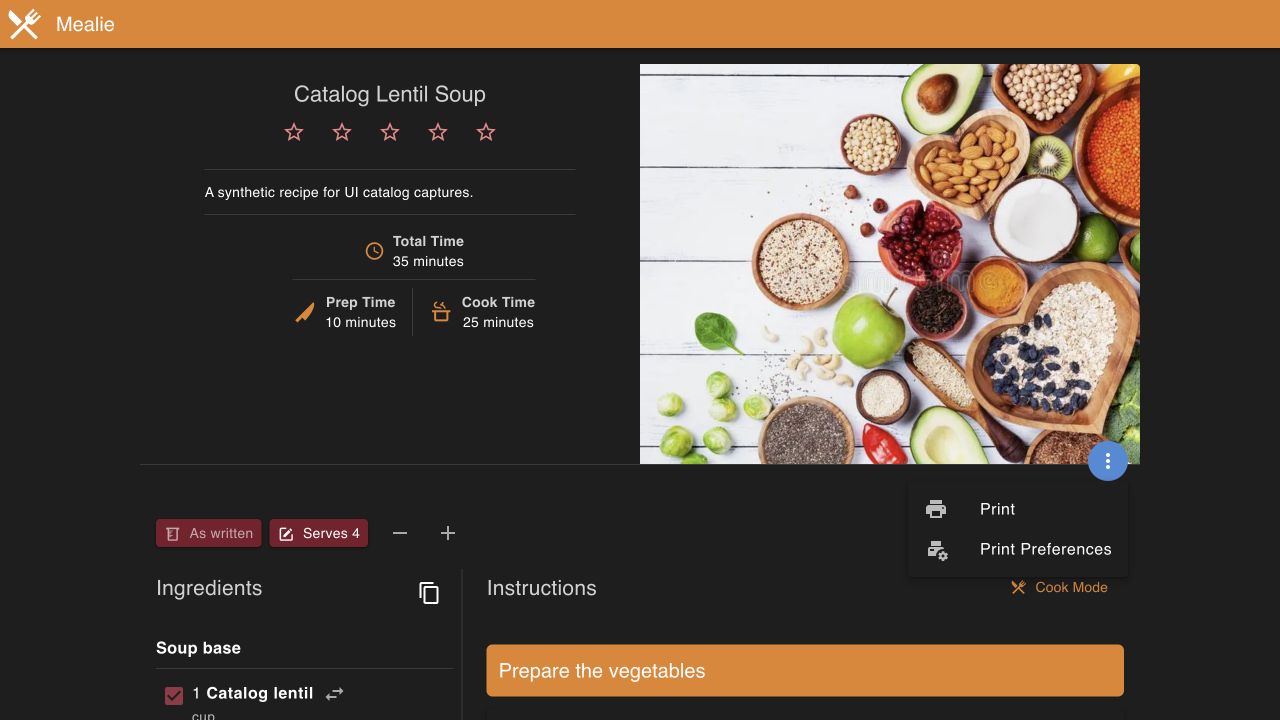 Mealie
Catalog Lentil Soup
A synthetic recipe for UI catalog captures.
Total Time
35 minutes
Prep Time
10 minutes
Cook Time
25 minutes
Print
Print Preferences
As written
Serves 4
Ingredients
Instructions
Cook Mode
Soup base
Prepare the vegetables
1 Catalog lentil
cup